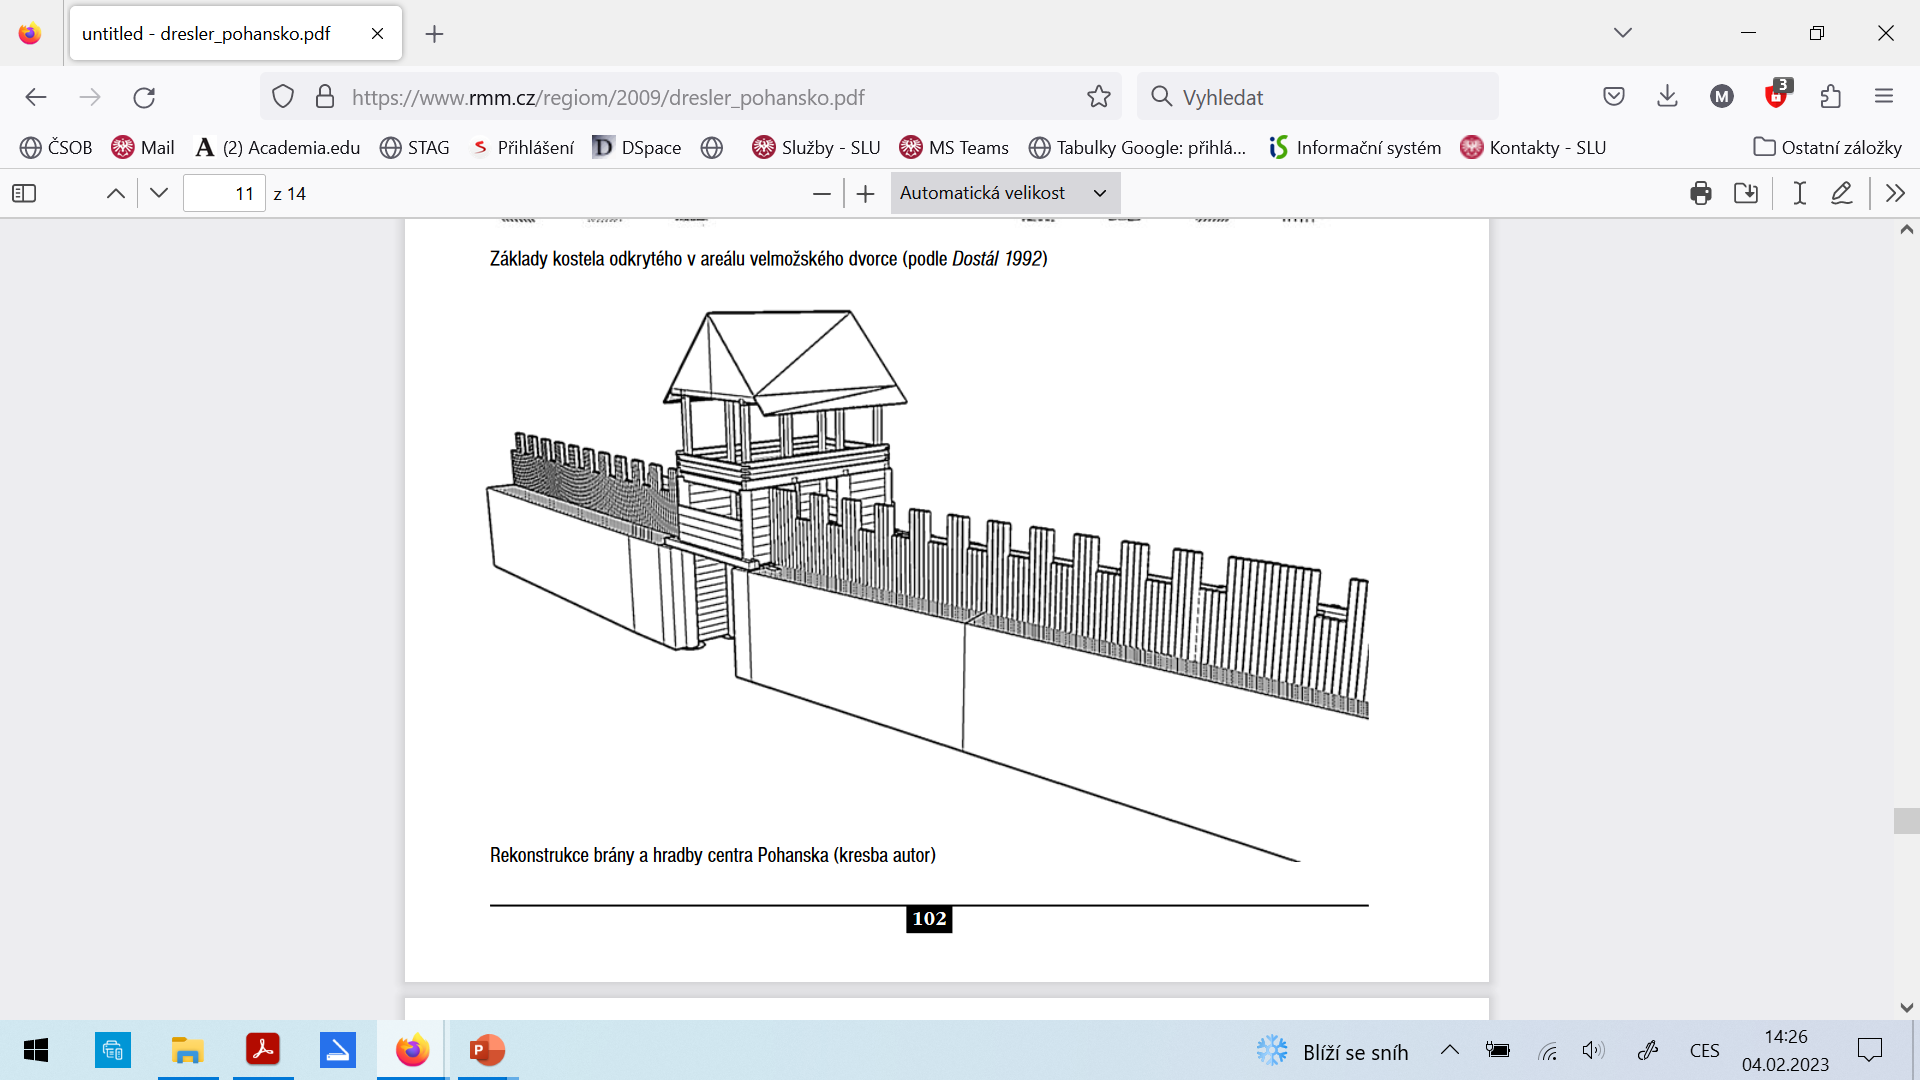 untitled - dresler_pohansko.pdf
https://www.rmm.cz/regiom/2009/dresler_pohansko.pdf
Vyhledat
M
3
ČSOB
Mail
A (2) Academia.edu
STAG
S Přihlášení
D DSpace
Služby - SLU
MS Teams
Tabulky Google: přihlá...
iS Informační systém
Kontakty - SLU
Ostatní záložky
11 z 14
Automatická velikost
Základy kostela odkrytého v areálu velmožského dvorce (podle Dostál 1992)
Rekonstrukce brány a hradby centra Pohanska (kresba autor)
102
P
Blíží se sníh
CES
14:26
04.02.2023